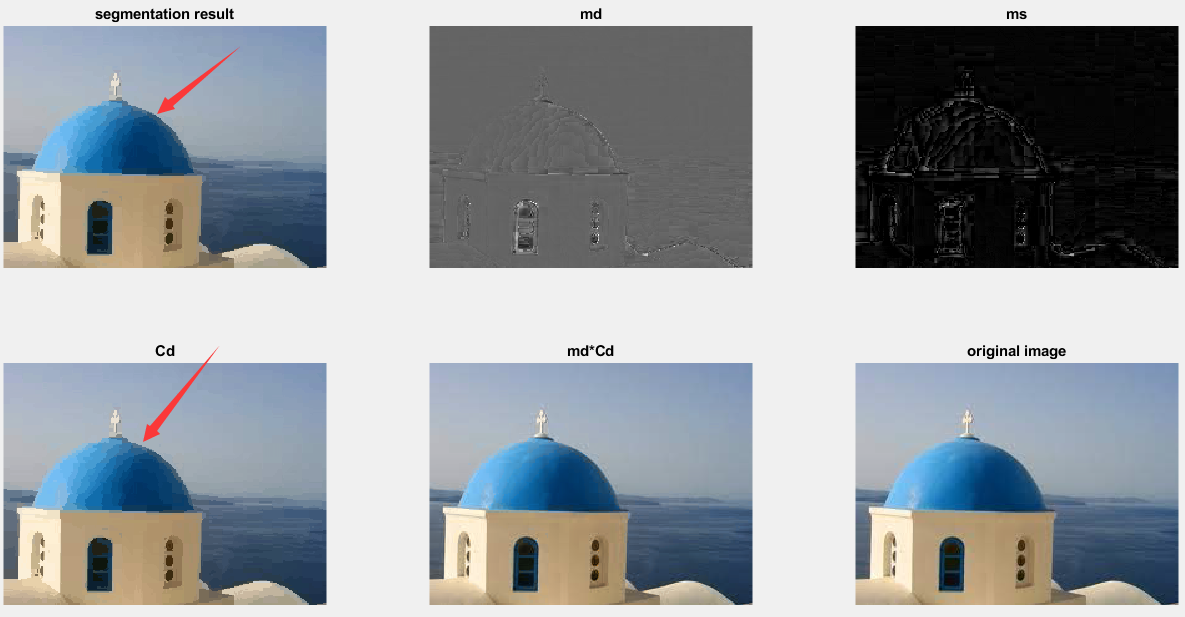 segmentation result
md
ms
Cd
md*Cd
original image